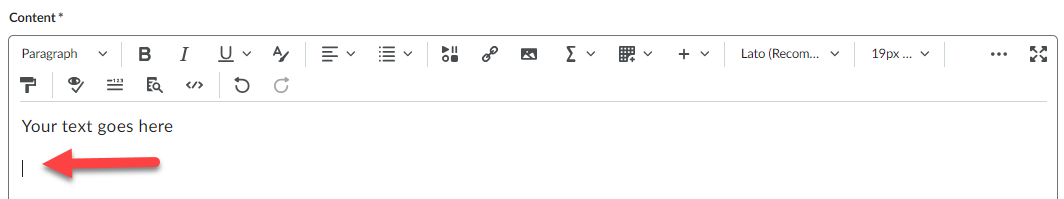 Content *
Paragraph B I U A Σ + Lato (Recom... 19px ...
Your text goes here